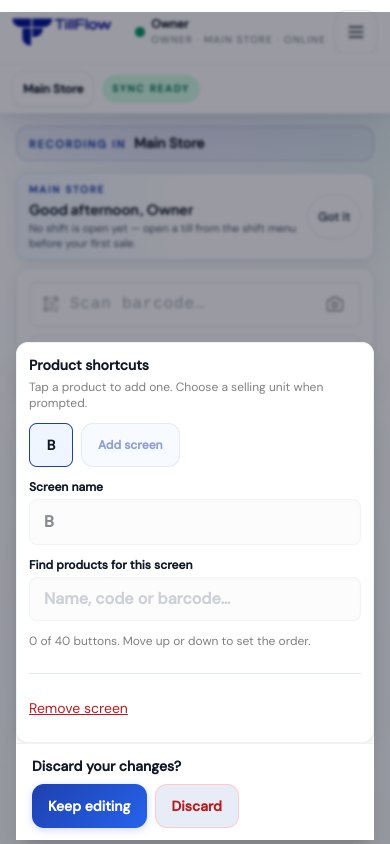 TillFlow
Owner
OWNER · MAIN STORE · ONLINE
Main Store
SYNC READY
RECORDING IN Main Store
MAIN STORE
Good afternoon, Owner
No shift is open yet — open a till from the shift menu
before your first sale.
Got it
Scan barcode…
Product shortcuts
Tap a product to add one. Choose a selling unit when
prompted.
B
Add screen
Screen name
B
Find products for this screen
Name, code or barcode…
0 of 40 buttons. Move up or down to set the order.
Remove screen
Discard your changes?
Keep editing
Discard